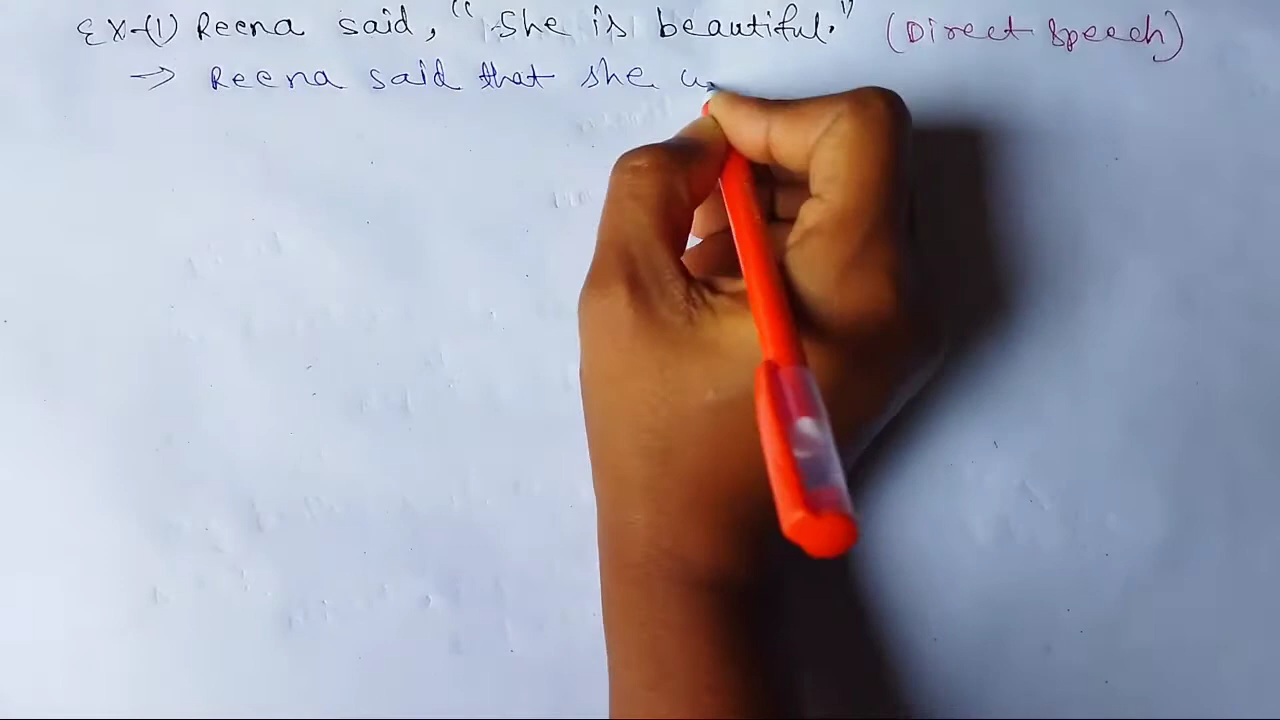 Ex-(1) Reena said, "She is beautiful." (Direct Speech)
→ Reena said that she w